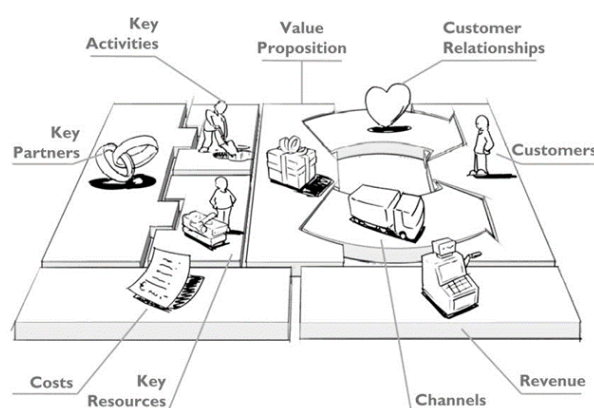 Key
Activities
Value
Proposition
Customer
Relationships
Key
Partners
Customers
Costs
Key
Resources
Channels
Revenue